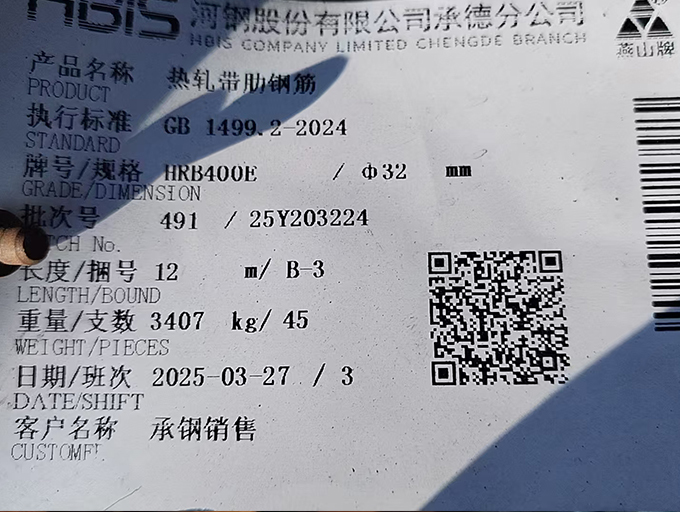 HBIS 河钢股份有限公司承德分公司
HBIS COMPANY LIMITED CHENGDE BRANCH
燕山牌
产品名称 热轧带肋钢筋
PRODUCT
执行标准 GB 1499.2-2024
STANDARD
牌号/规格 HRB400E / Φ32 mm
GRADE/DIMENSION
批次号 491 / 25Y203224
No.
长度/捆号 12 m/ B-3
LENGTH/BOUND
重量/支数 3407 kg/ 45
WEIGHT/PIECES
日期/班次 2025-03-27 / 3
DATE/SHIFT
客户名称 承钢销售